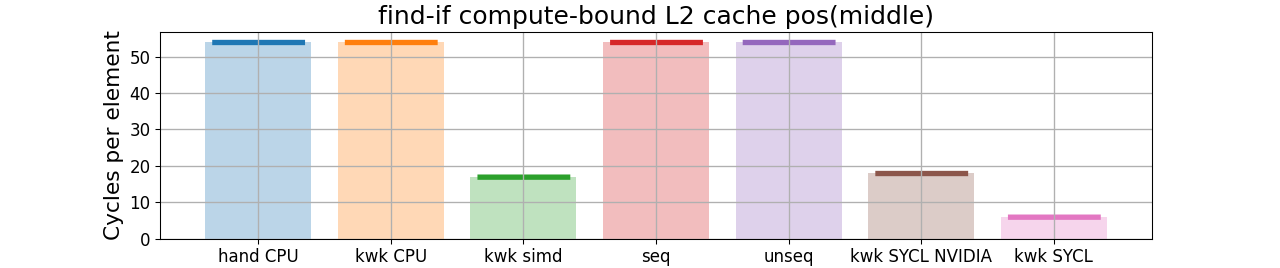 find-if compute-bound L2 cache pos(middle)
Cycles per element
50
40
30
20
10
0
hand CPU
kwk CPU
kwk simd
seq
unseq
kwk SYCL NVIDIA
kwk SYCL